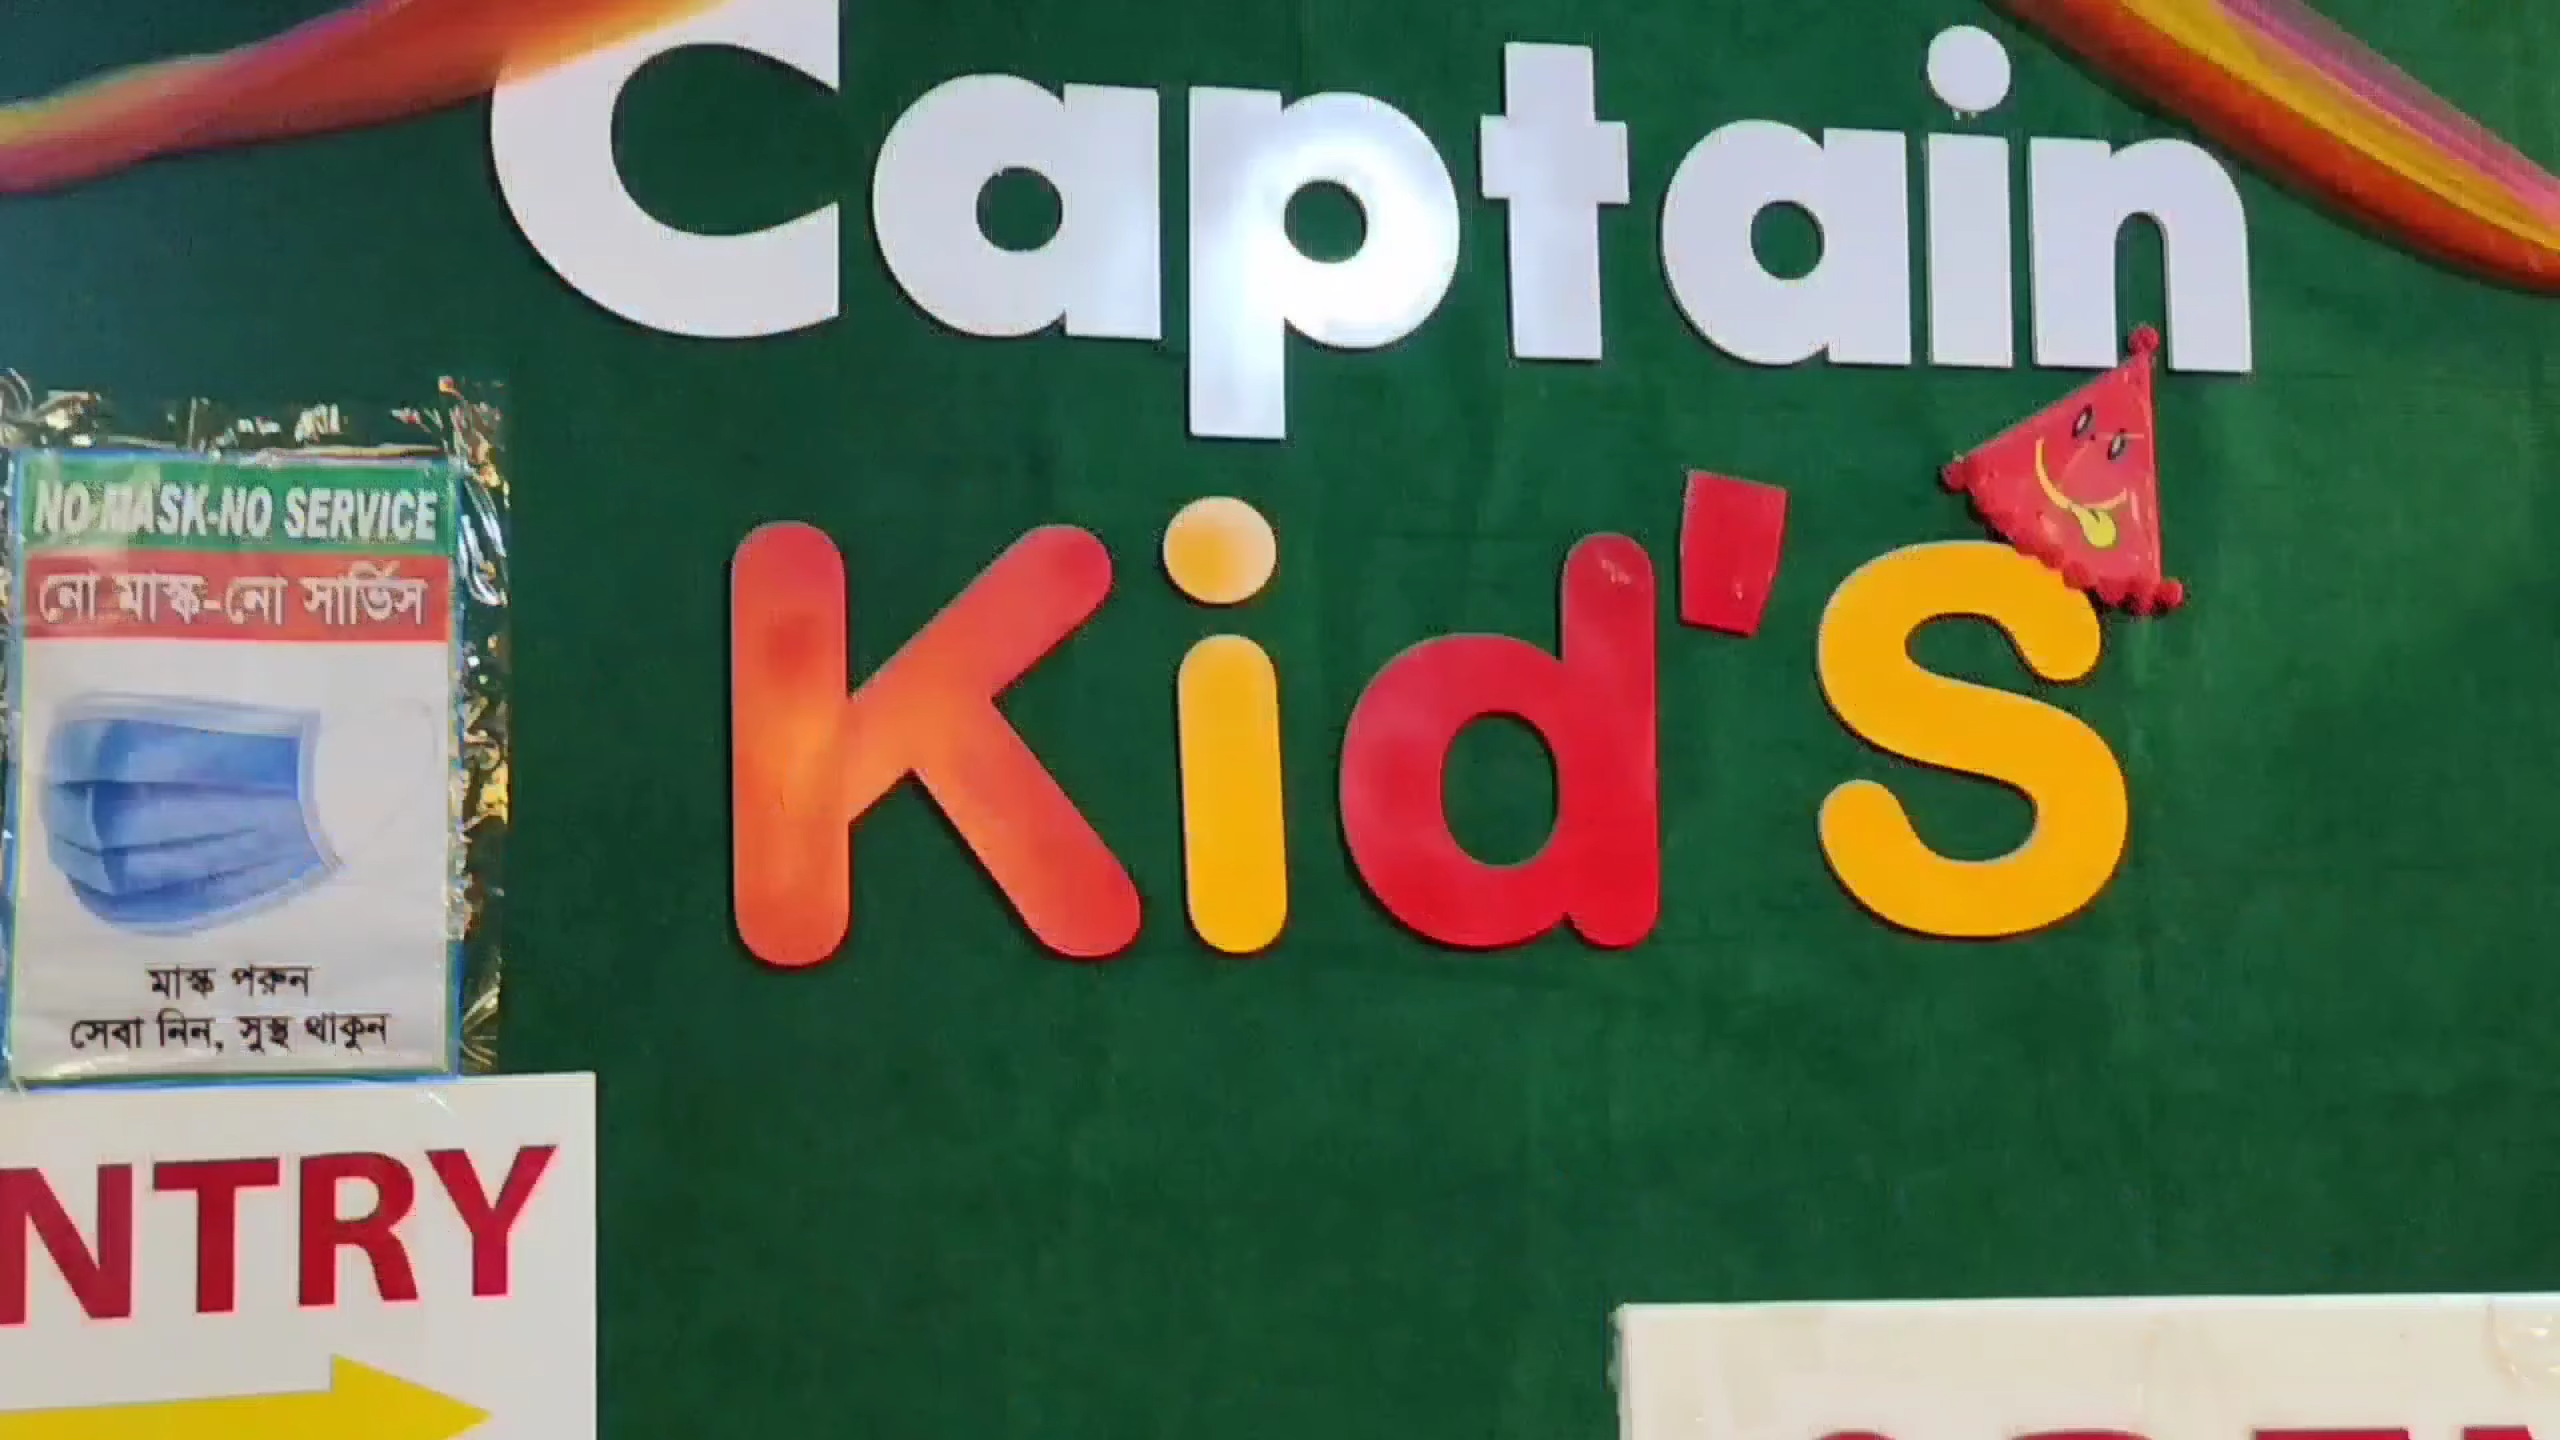 Captain
Kid's
NO MASK-NO SERVICE
নো মাস্ক-নো সার্ভিস
মাস্ক পরুন
সেবা নিন, সুস্থ থাকুন
NTRY